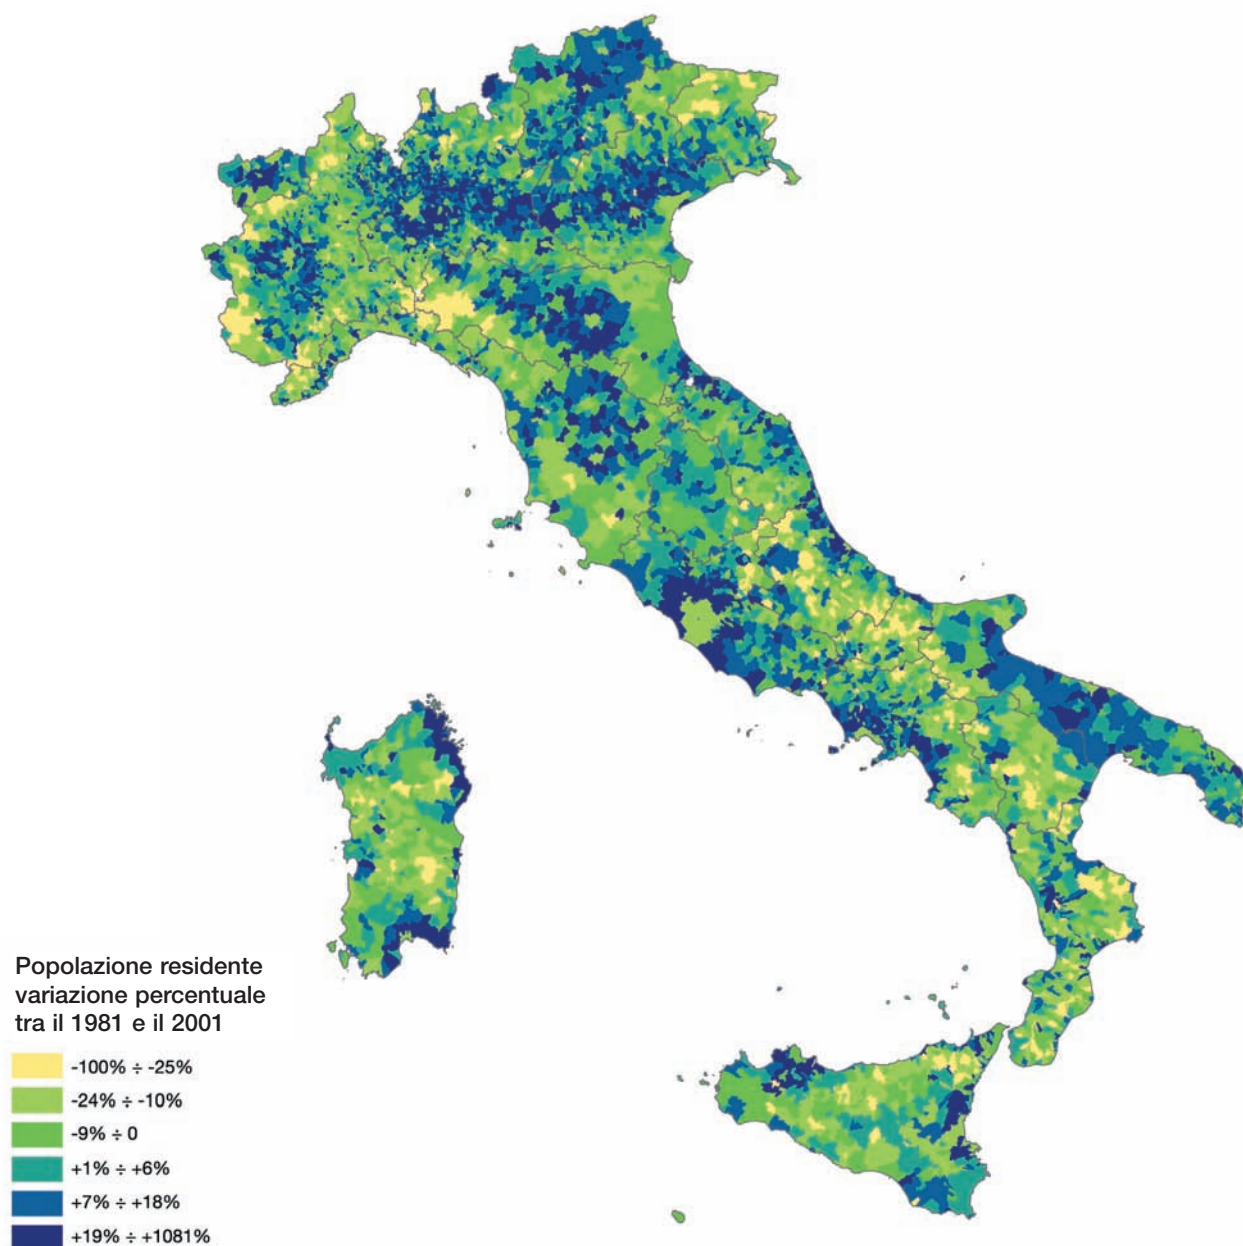 Popolazione residente
variazione percentuale
tra il 1981 e il 2001
-100% ÷ -25%
-24% ÷ -10%
-9% ÷ 0
+1% ÷ +6%
+7% ÷ +18%
+19% ÷ +1081%